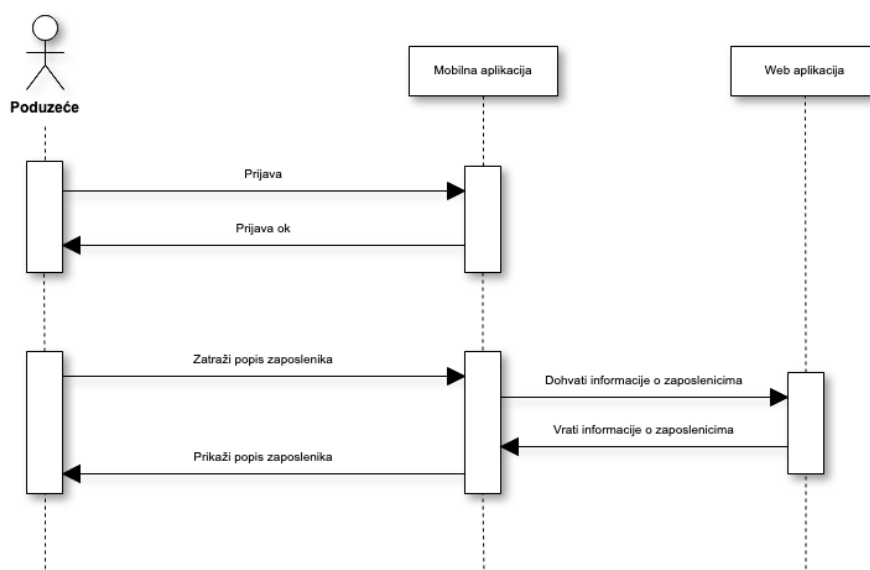 Poduzeće
Mobilna aplikacija
Web aplikacija
Prijava
Prijava ok
Zatraži popis zaposlenika
Dohvati informacije o zaposlenicima
Vrati informacije o zaposlenicima
Prikaži popis zaposlenika